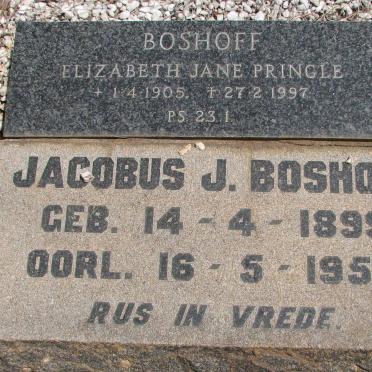 BOSHOFF
ELIZABETH JANE PRINGLE
+ 1·4·1905. + 27·2·1997
PS. 23.1
JACOBUS J. BOSHO
GEB. 14 - 4 - 1899
OORL. 16 - 5 - 195
RUS IN VREDE.